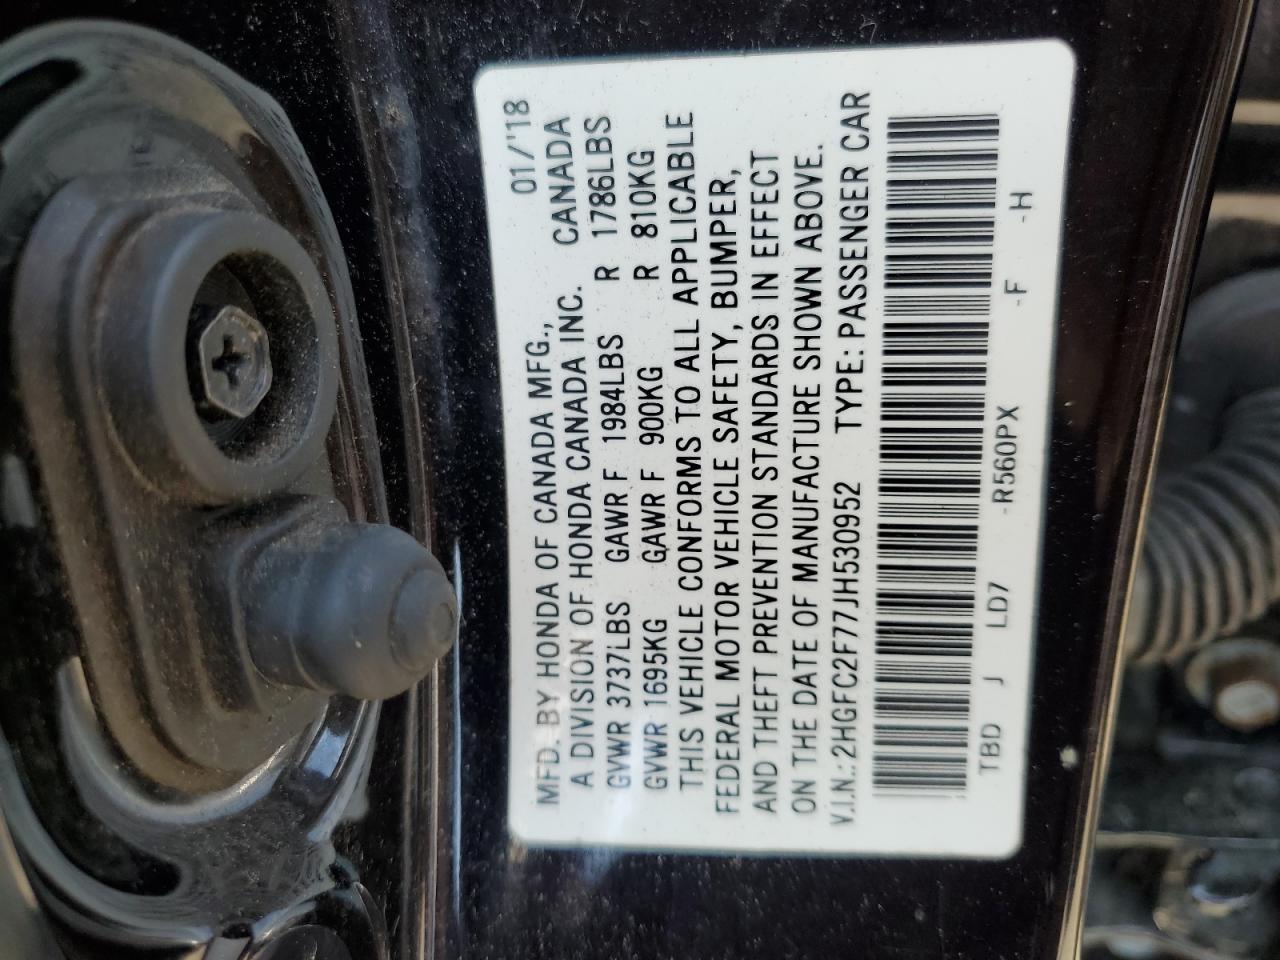 MFD. BY HONDA OF CANADA MFG., 01/'18
A DIVISION OF HONDA CANADA INC. CANADA
GVWR 3737LBS GAWR F 1984LBS R 1786LBS
GVWR 1695KG GAWR F 900KG R 810KG
THIS VEHICLE CONFORMS TO ALL APPLICABLE
FEDERAL MOTOR VEHICLE SAFETY, BUMPER,
AND THEFT PREVENTION STANDARDS IN EFFECT
ON THE DATE OF MANUFACTURE SHOWN ABOVE.
V.I.N.: 2HGFC2F77JH530952 TYPE: PASSENGER CAR
TBD J LD7 -R560PX -F -H